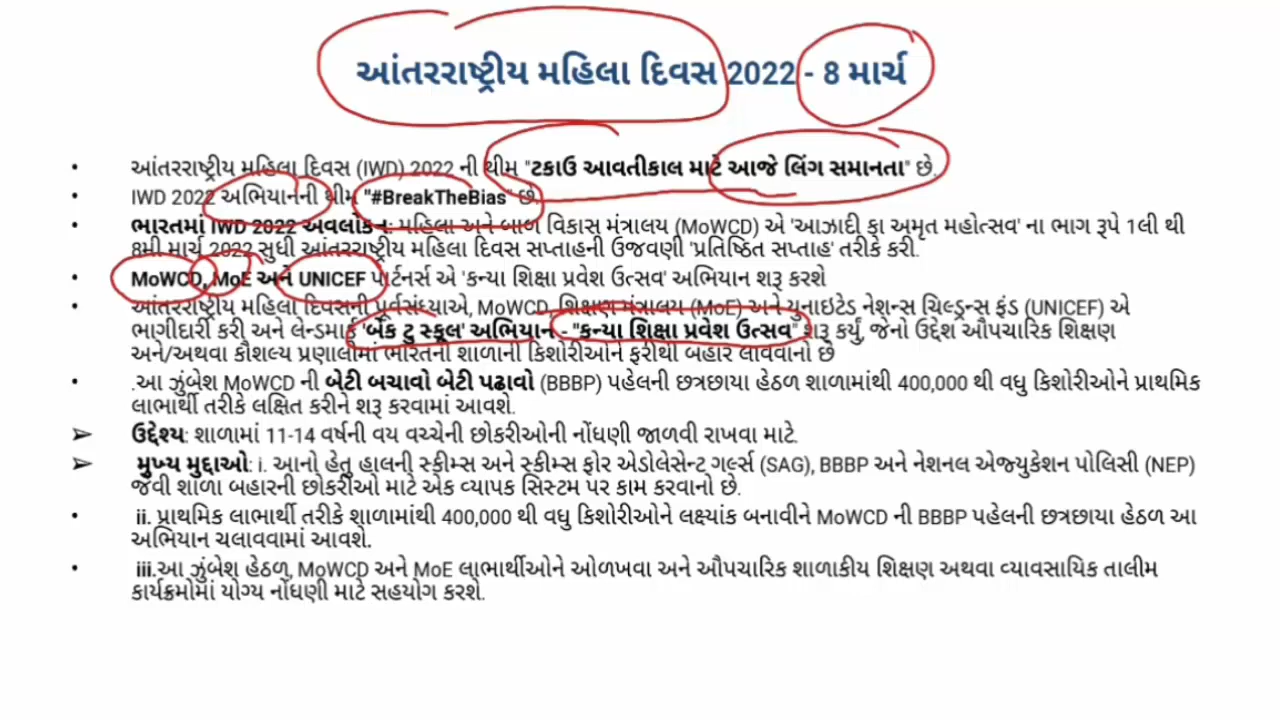 આંતરરાષ્ટ્રીય મહિલા દિવસ 2022 - 8 માર્ચ
• આંતરરાષ્ટ્રીય મહિલા દિવસ (IWD) 2022 ની થીમ "ટકાઉ આવતીકાલ માટે આજે લિંગ સમાનતા" છે.
• IWD 2022 અભિયાનની થીમ "#BreakTheBias" છે.
• ભારતમાં IWD 2022 અવલોકન: મહિલા અને બાળ વિકાસ મંત્રાલય (MoWCD) એ 'આઝાદી કા અમૃત મહોત્સવ' ના ભાગ રૂપે 1લી થી
8મી માર્ચ 2022 સુધી આંતરરાષ્ટ્રીય મહિલા દિવસ સપ્તાહની ઉજવણી 'પ્રતિષ્ઠિત સપ્તાહ' તરીકે કરી.
• MoWCD, MoE અને UNICEF પાર્ટનર્સ એ 'કન્યા શિક્ષા પ્રવેશ ઉત્સવ' અભિયાન શરૂ કરશે
• આંતરરાષ્ટ્રીય મહિલા દિવસની પૂર્વસંધ્યાએ, MoWCD, શિક્ષણ મંત્રાલય (MoE) અને યુનાઇટેડ નેશન્સ ચિલ્ડ્રન્સ ફંડ (UNICEF) એ
ભાગીદારી કરી અને લેન્ડમાર્ક 'બેક ટુ સ્કૂલ' અભિયાન - "કન્યા શિક્ષા પ્રવેશ ઉત્સવ" શરૂ કર્યું, જેનો ઉદ્દેશ ઔપચારિક શિક્ષણ
અને/અથવા કૌશલ્ય પ્રણાલીમાં ભારતની શાળાની કિશોરીઓને ફરીથી બહાર લાવવાનો છે
• .આ ઝુંબેશ MoWCD ની બેટી બચાવો બેટી પઢાવો (BBBP) પહેલની છત્રછાયા હેઠળ શાળામાંથી 400,000 થી વધુ કિશોરીઓને પ્રાથમિક
લાભાર્થી તરીકે લક્ષિત કરીને શરૂ કરવામાં આવશે.
➢ ઉદ્દેશ્ય: શાળામાં 11-14 વર્ષની વય વચ્ચેની છોકરીઓની નોંધણી જાળવી રાખવા માટે.
➢ મુખ્ય મુદ્દાઓ: i. આનો હેતુ હાલની સ્કીમ્સ અને સ્કીમ્સ ફોર એડોલેસેન્ટ ગર્લ્સ (SAG), BBBP અને નેશનલ એજ્યુકેશન પોલિસી (NEP)
જેવી શાળા બહારની છોકરીઓ માટે એક વ્યાપક સિસ્ટમ પર કામ કરવાનો છે.
• ii. પ્રાથમિક લાભાર્થી તરીકે શાળામાંથી 400,000 થી વધુ કિશોરીઓને લક્ષ્યાંક બનાવીને MoWCD ની BBBP પહેલની છત્રછાયા હેઠળ આ
અભિયાન ચલાવવામાં આવશે.
• iii.આ ઝુંબેશ હેઠળ, MoWCD અને MoE લાભાર્થીઓને ઓળખવા અને ઔપચારિક શાળાકીય શિક્ષણ અથવા વ્યાવસાયિક તાલીમ
કાર્યક્રમોમાં યોગ્ય નોંધણી માટે સહયોગ કરશે.